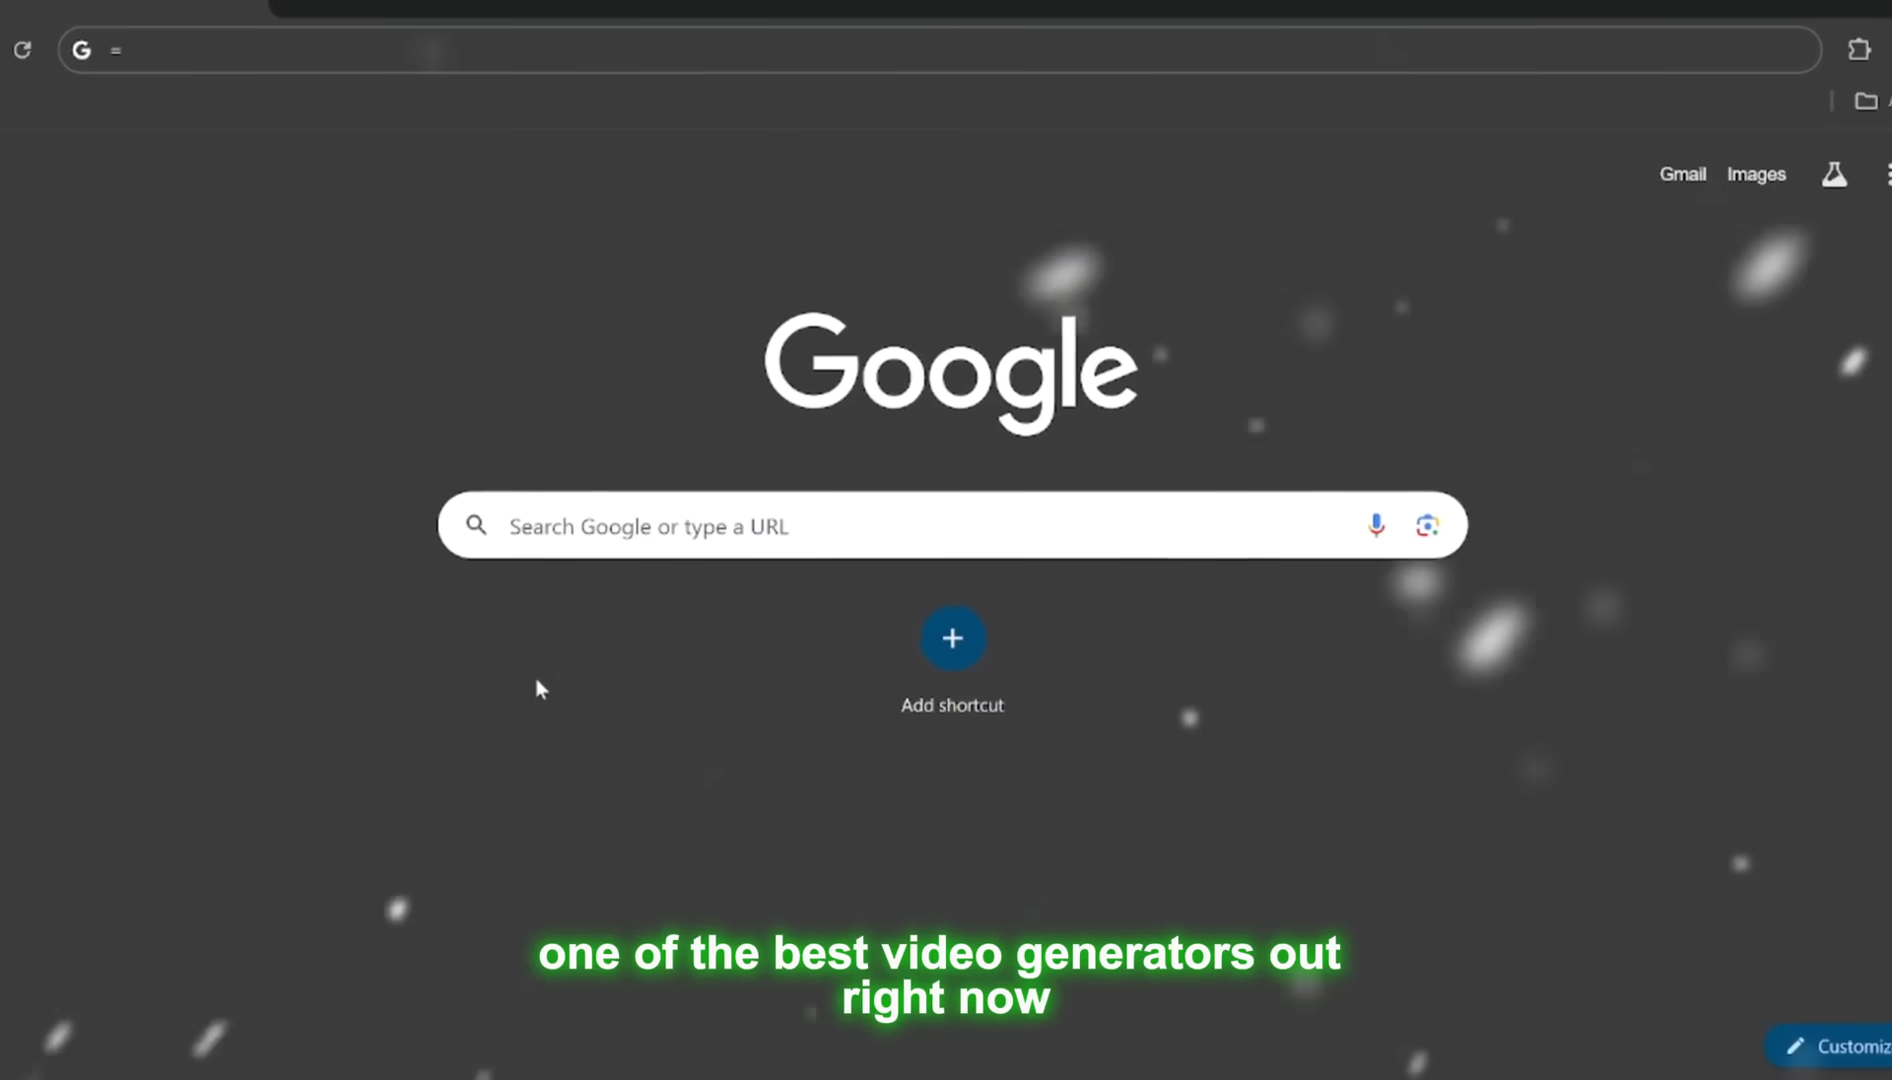 G =
Gmail Images
Google
Search Google or type a URL
Add shortcut
one of the best video generators out
right now
Customiz